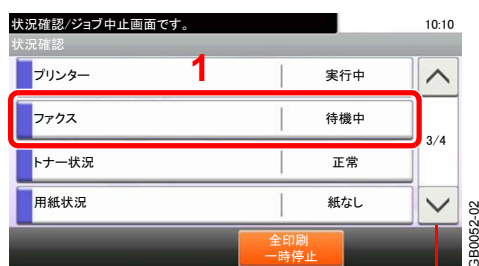 状況確認/ジョブ中止画面です。 10:10
状況確認
1
プリンター 実行中
ファクス 待機中
3/4
トナー状況 正常
用紙状況 紙なし
全印刷
一時停止
GB0052-02